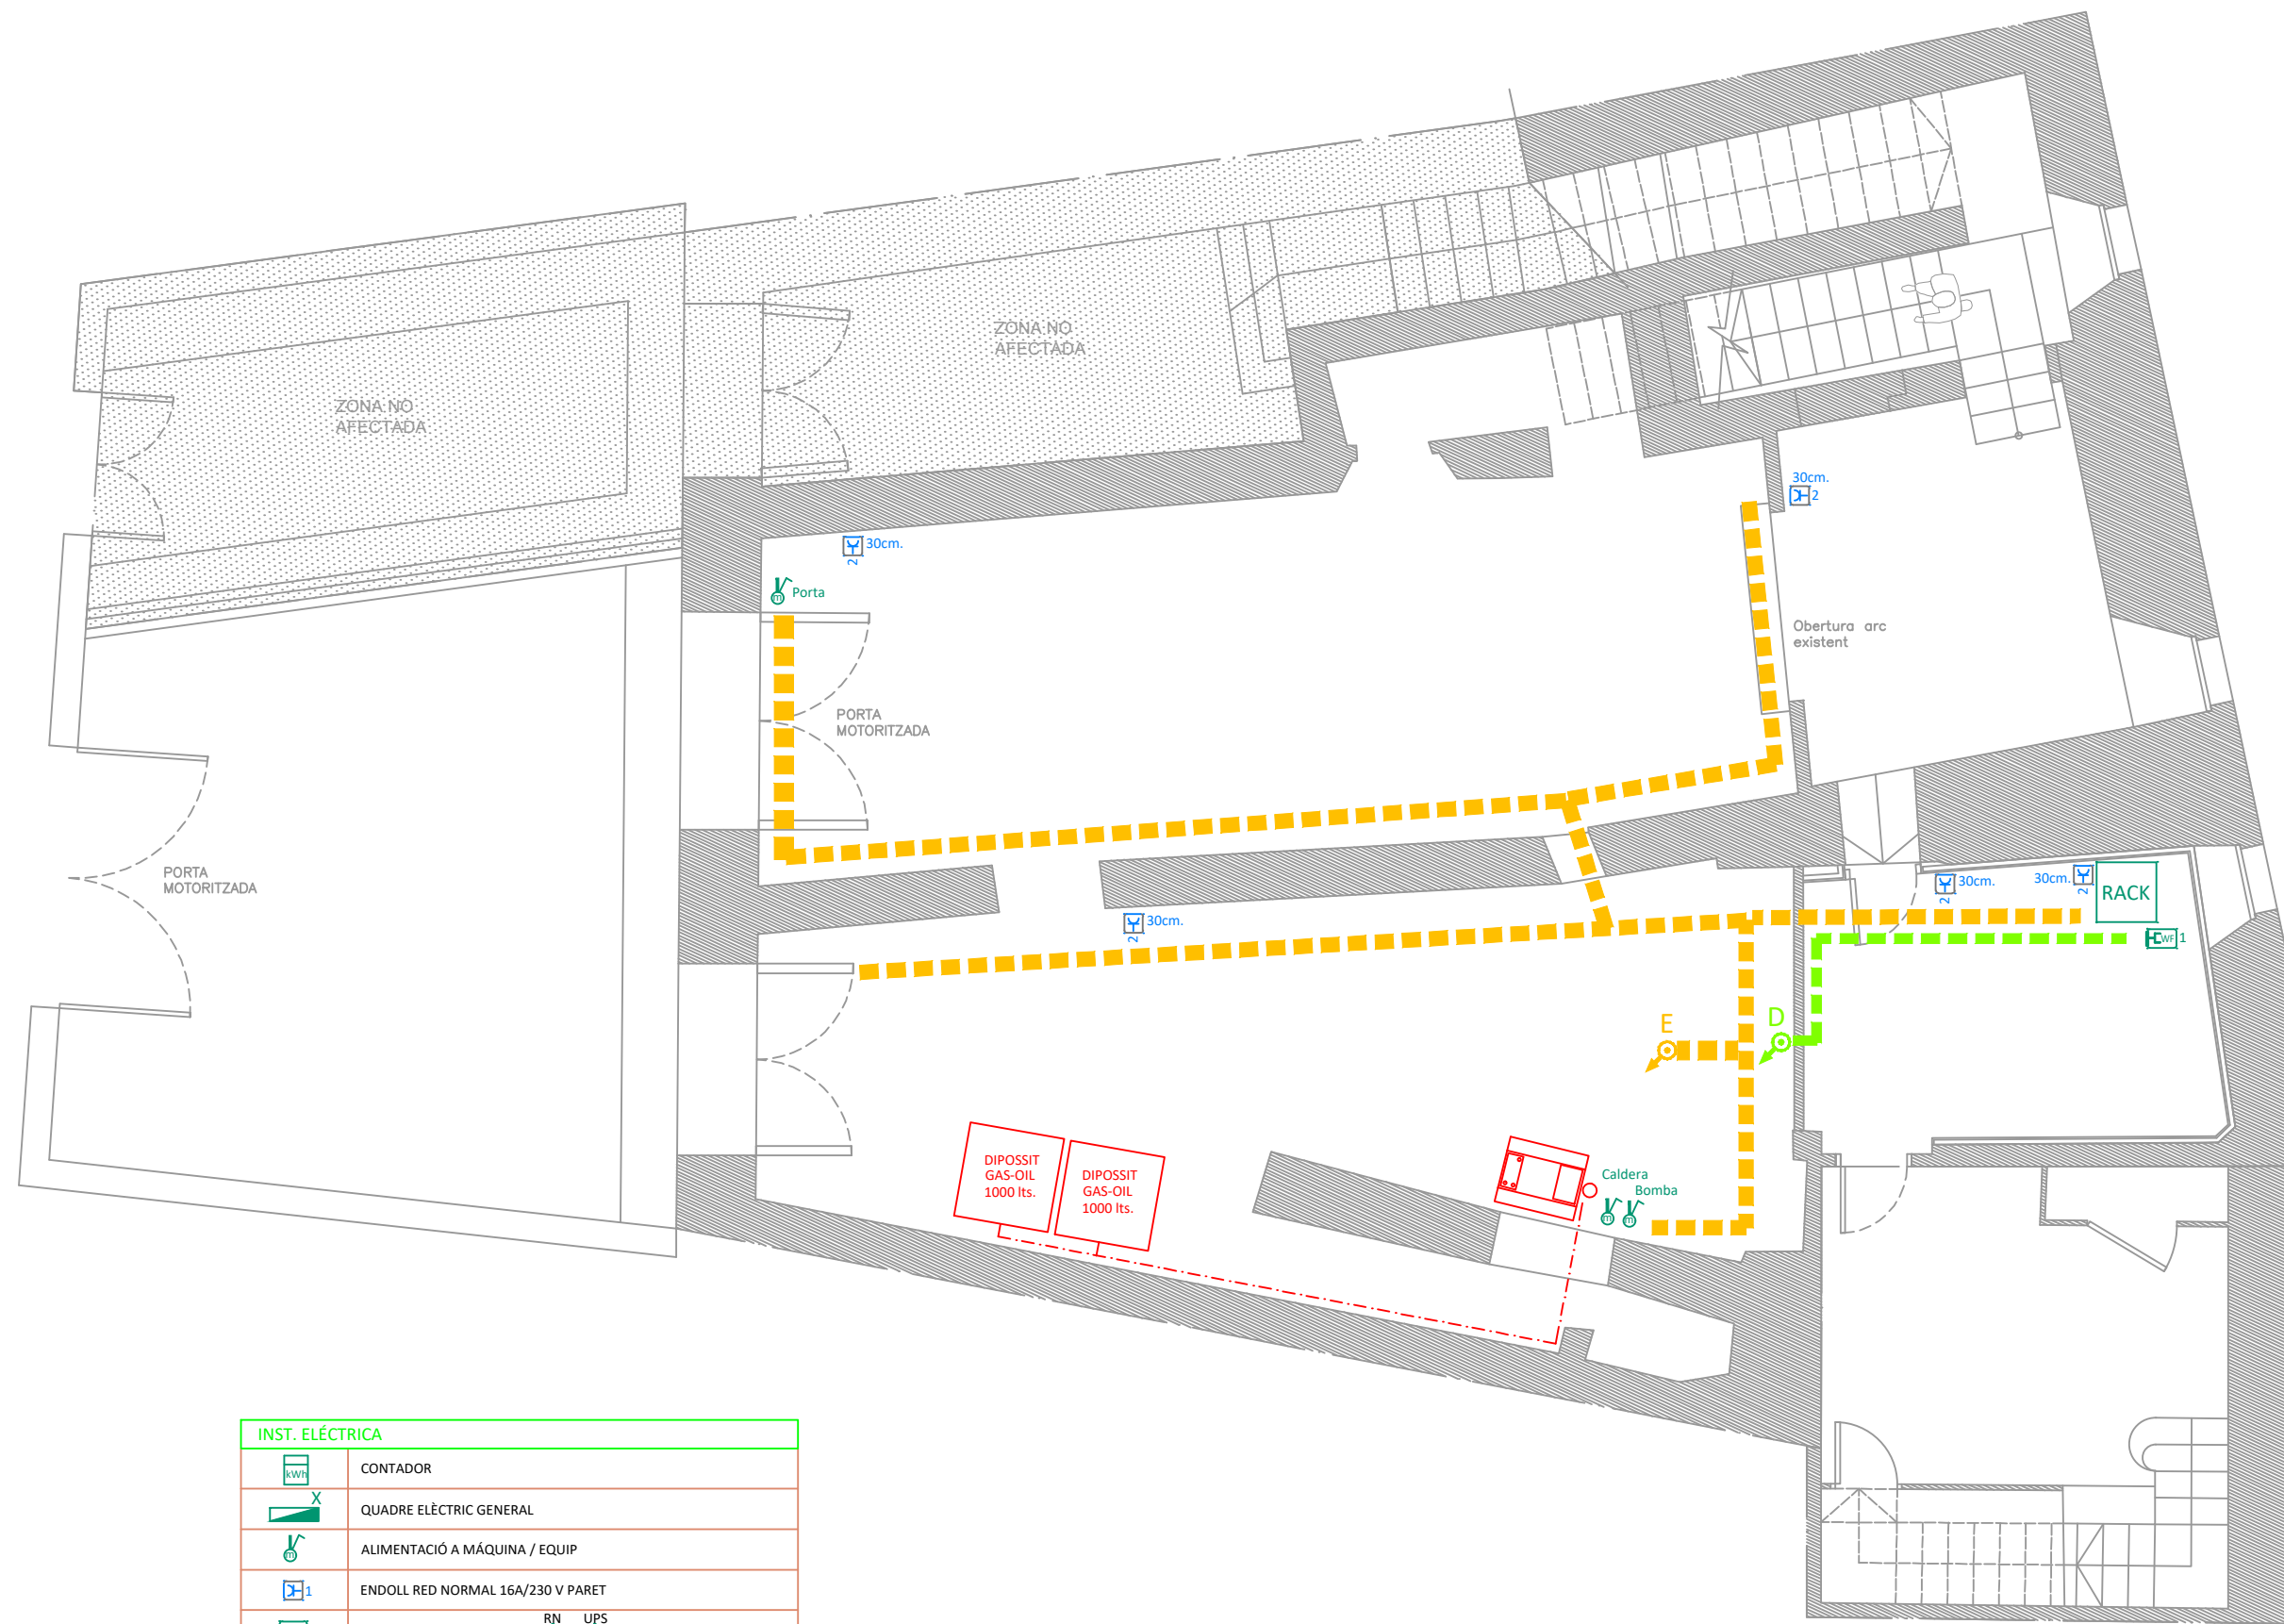 ZONA NO
AFECTADA
ZONA NO
AFECTADA
30cm.
2
2
30cm.
m
Porta
Obertura arc
existent
PORTA
MOTORITZADA
PORTA
MOTORITZADA
2
30cm.
2
30cm.
30cm.
2
RACK
WF
1
E
D
DIPOSSIT
GAS-OIL
1000 lts.
DIPOSSIT
GAS-OIL
1000 lts.
Caldera
Bomba
m
m
INST. ELÉCTRICA
kWh
CONTADOR
X
QUADRE ELÈCTRIC GENERAL
m
ALIMENTACIÓ A MÁQUINA / EQUIP
1
ENDOLL RED NORMAL 16A/230 V PARET
RN UPS